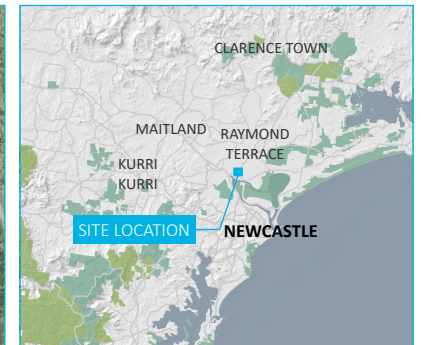 CLARENCE TOWN
MAITLAND
RAYMOND
TERRACE
KURRI
KURRI
SITE LOCATION
NEWCASTLE